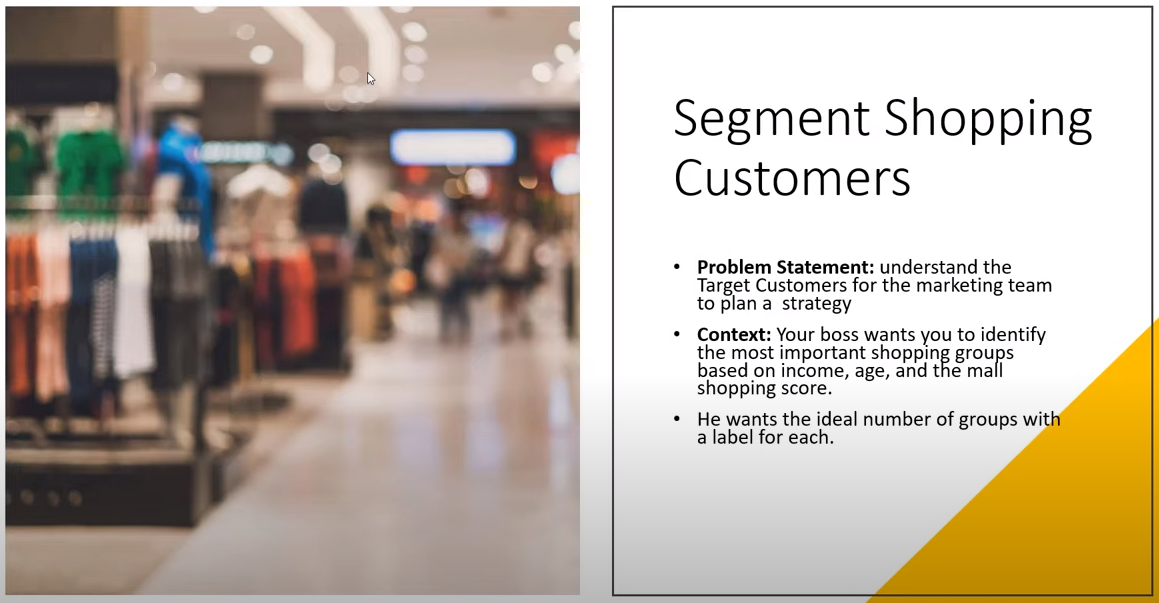 Segment Shopping
Customers
• Problem Statement: understand the
Target Customers for the marketing team
to plan a  strategy
• Context: Your boss wants you to identify
the most important shopping groups
based on income, age, and the mall
shopping score.
• He wants the ideal number of groups with
a label for each.